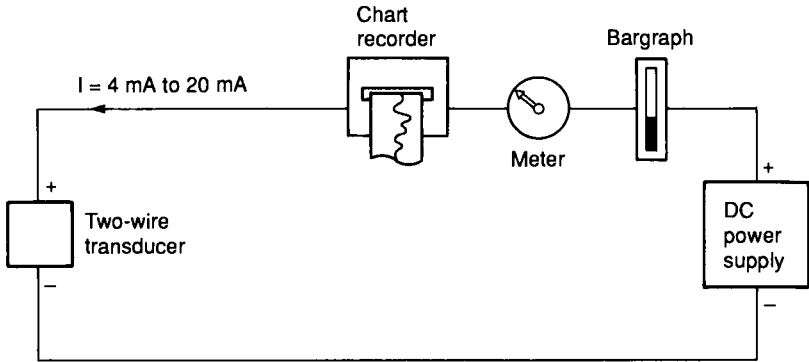 Chart
recorder
Bargraph
I = 4 mA to 20 mA
Meter
+
Two-wire
transducer
–
+
DC
power
supply
–